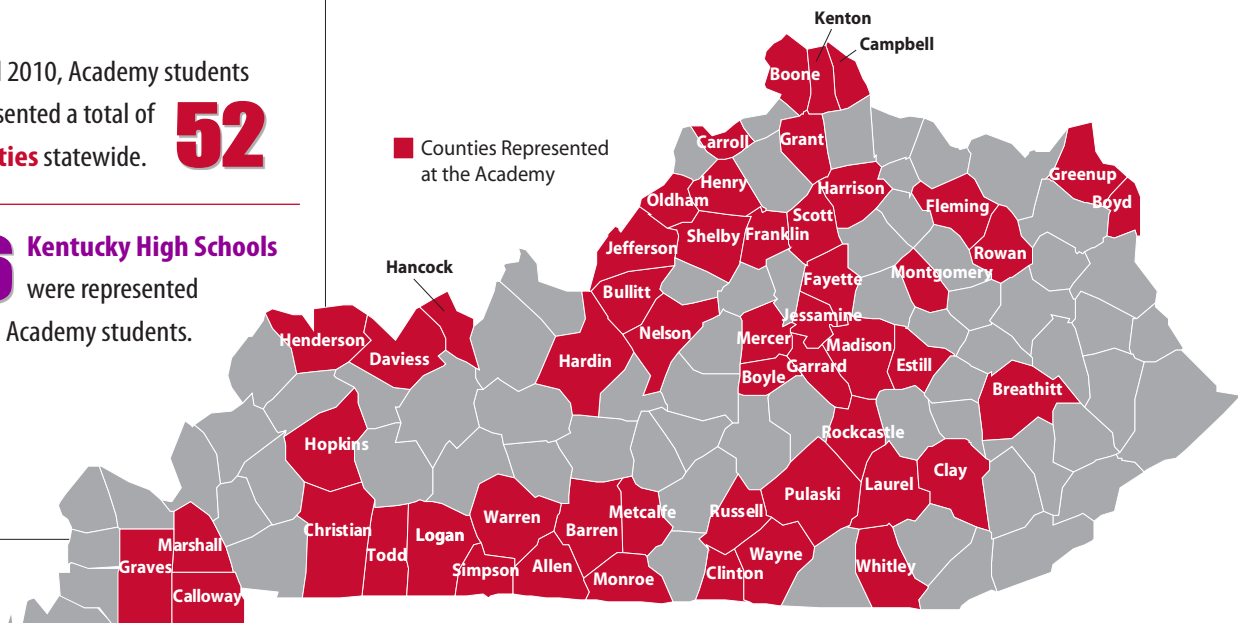 2010, Academy students
a total of
52
statewide.
Kentucky High Schools
were represented
Academy students.
Counties Represented
at the Academy
Kenton
Campbell
Boone
Carroll
Grant
Greenup
Henry
Harrison
Oldham
Boyd
Fleming
Scott
Shelby
Franklin
Jefferson
Rowan
Hancock
Montgomery
Fayette
Bullitt
Jessamine
Nelson
Mercer
Henderson
Madison
Daviess
Hardin
Garrard
Estill
Boyle
Breathitt
Rockcastle
Hopkins
Clay
Laurel
Pulaski
Metcalfe
Russell
Warren
Christian
Barren
Logan
Marshall
Todd
Wayne
Graves
Allen
Whitley
Simpson
Clinton
Monroe
Calloway